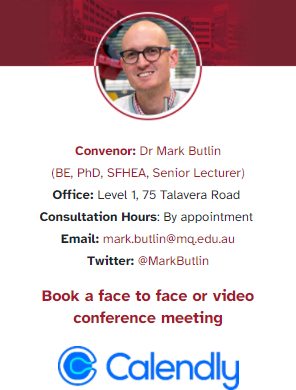 Convenor: Dr Mark Butlin
(BE, PhD, SFHEA, Senior Lecturer)
Office: Level 1, 75 Talavera Road
Consultation Hours: By appointment
Email: mark.butlin@mq.edu.au
Twitter: @MarkButlin
Book a face to face or video
conference meeting
Calendly